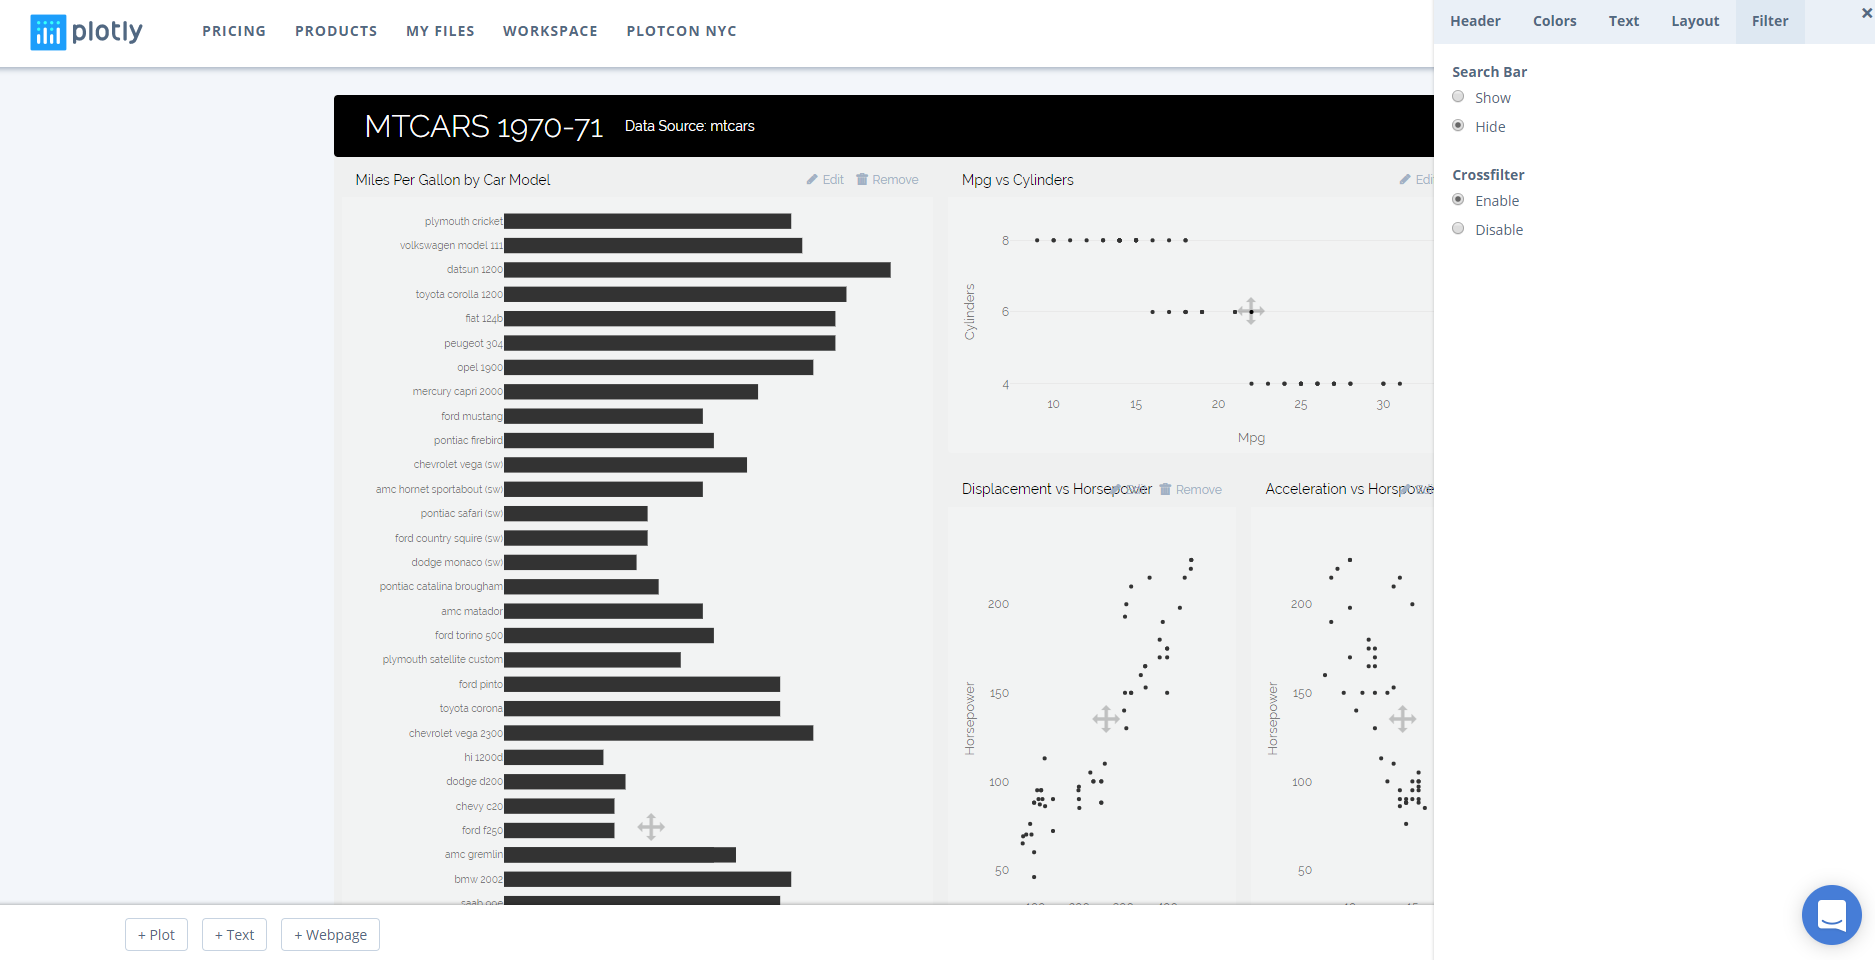 plotly
PRICING PRODUCTS MY FILES WORKSPACE PLOTCON NYC
Header Colors Text Layout Filter
Search Bar
Show
Hide
Crossfilter
Enable
Disable
MTCARS 1970-71 Data Source: mtcars
Miles Per Gallon by Car Model Edit Remove
plymouth cricket
volkswagen model 111
datsun 1200
toyota corolla 1200
fiat 124b
peugeot 304
opel 1900
mercury capri 2000
ford mustang
pontiac firebird
chevrolet vega (sw)
amc hornet sportabout (sw)
pontiac safari (sw)
ford country squire (sw)
dodge monaco (sw)
pontiac catalina brougham
amc matador
ford torino 500
plymouth satellite custom
ford pinto
toyota corona
chevrolet vega 2300
hi 1200d
dodge d200
chevy c20
ford f250
amc gremlin
bmw 2002
Mpg vs Cylinders
8
6
4
Cylinders
10 15 20 25 30
Mpg
Displacement vs Horsepower Edit Remove
200
150
100
50
Horsepower
Acceleration vs Horspowe
200
150
100
50
Horsepower
+ Plot + Text + Webpage